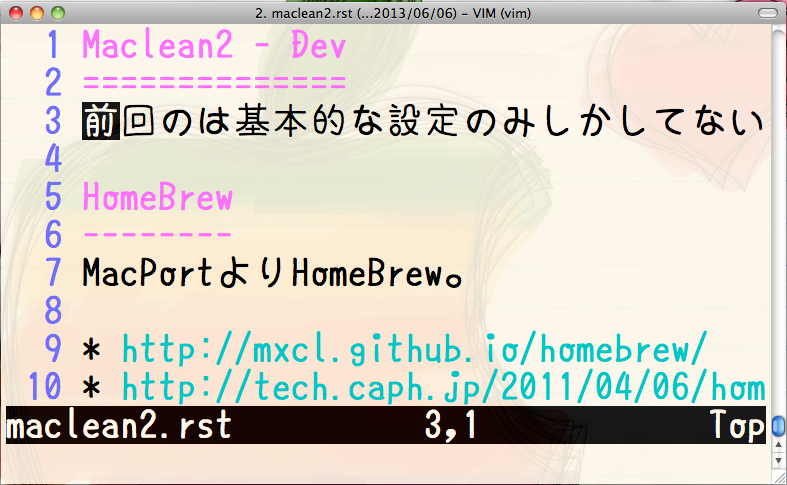 2. maclean2.rst (...2013/06/06) – VIM (vim)
1 Maclean2 - Dev
2 ==============
3 前回のは基本的な設定のみしかしてない
4
5 HomeBrew
6 --------
7 MacPortよりHomeBrew。
8
9 * http://mxcl.github.io/homebrew/
10 * http://tech.caph.jp/2011/04/06/hom
maclean2.rst 3,1 Top